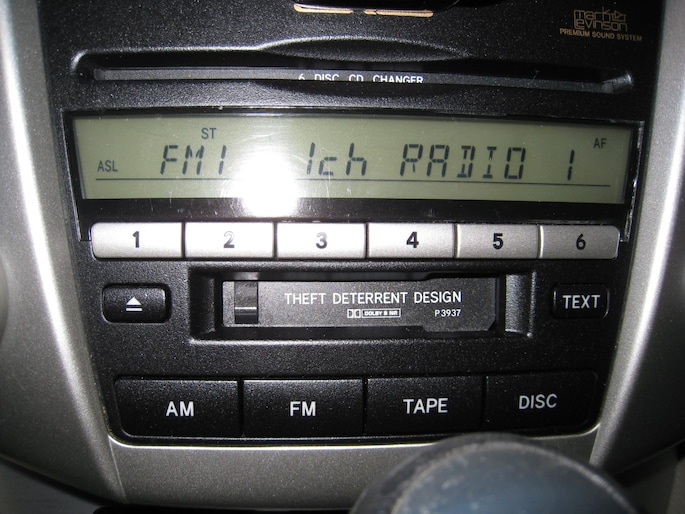 Mark Levinson
PREMIUM SOUND SYSTEM
6 DISC CD CHANGER
ST
AF
ASL FM1 1ch RADIO 1
1 2 3 4 5 6
THEFT DETERRENT DESIGN
TEXT
DOLBY B NR P3937
AM FM TAPE DISC